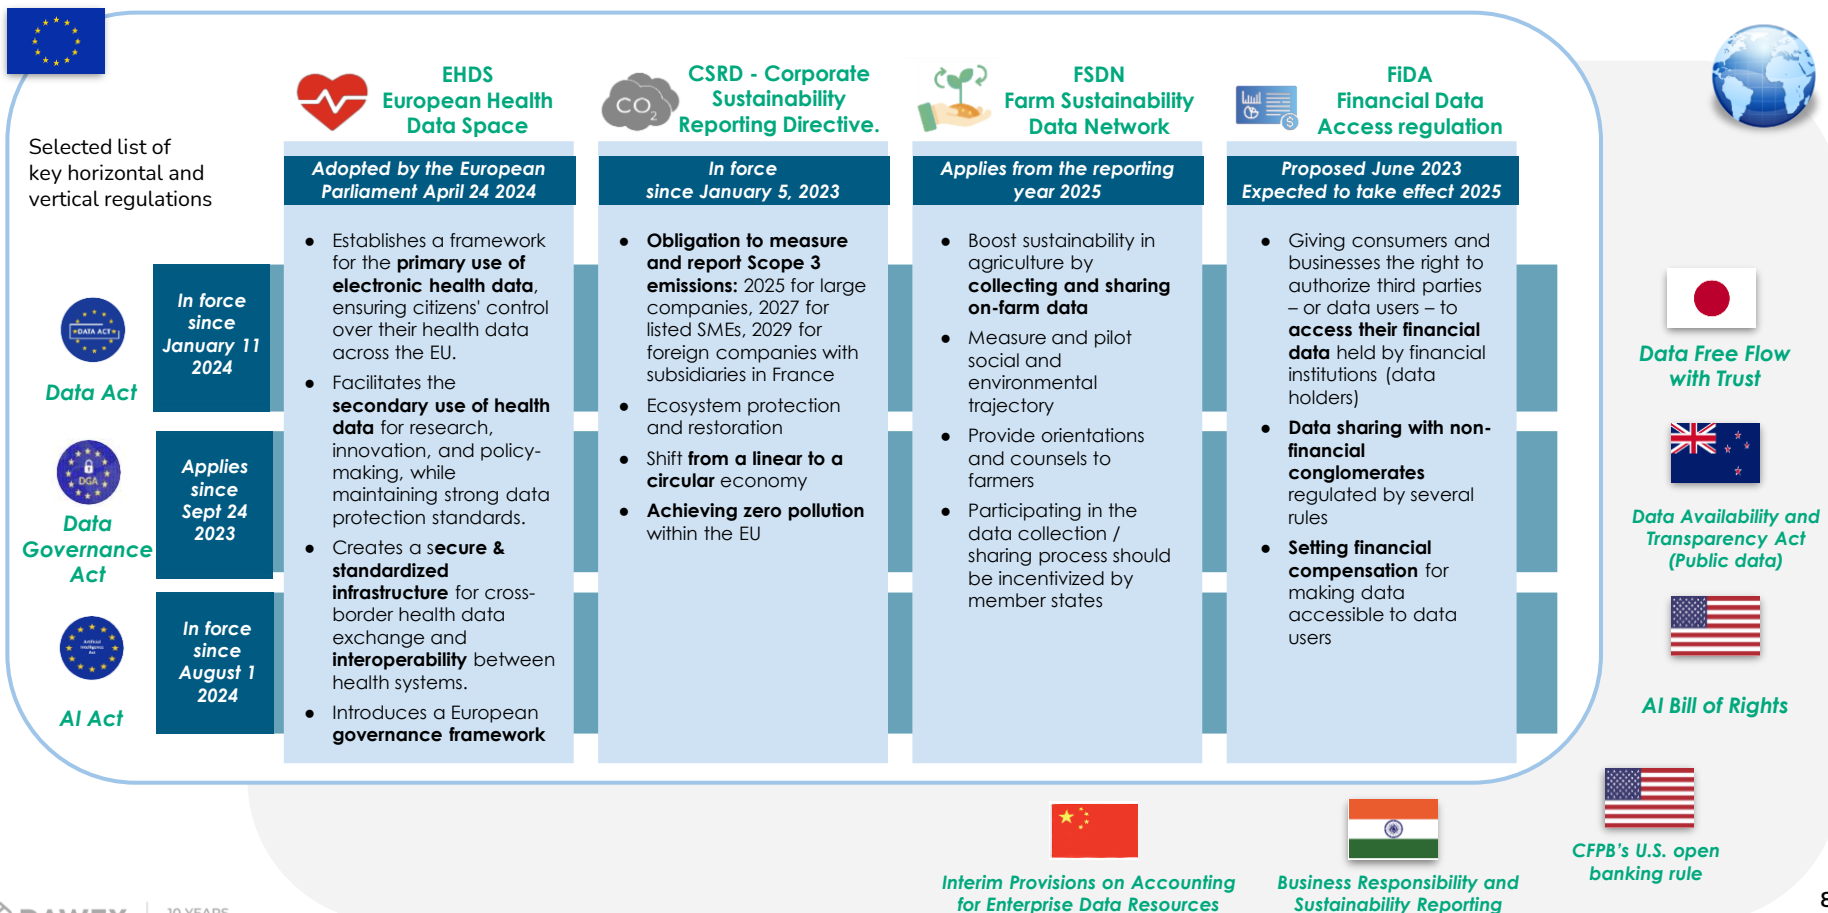 EHDS
European Health
Data Space
CSRD - Corporate
Sustainability
Reporting Directive.
FSDN
Farm Sustainability
Data Network
FiDA
Financial Data
Access regulation
CO2
Selected list of
key horizontal and
vertical regulations
Adopted by the European
Parliament April 24 2024
In force
since January 5, 2023
Applies from the reporting
year 2025
Proposed June 2023
Expected to take effect 2025
DATA ACT
Data Act
In force
since
January 11
2024
DGA
Data
Governance
Act
Applies
since
Sept 24
2023
Artificial
Intelligence
Act
AI Act
In force
since
August 1
2024
● Establishes a framework
for the primary use of
electronic health data,
ensuring citizens' control
over their health data
across the EU.
● Facilitates the
secondary use of health
data for research,
innovation, and policy-
making, while
maintaining strong data
protection standards.
● Creates a secure &
standardized
infrastructure for cross-
border health data
exchange and
interoperability between
health systems.
● Introduces a European
governance framework
● Obligation to measure
and report Scope 3
emissions: 2025 for large
companies, 2027 for
listed SMEs, 2029 for
foreign companies with
subsidiaries in France
● Ecosystem protection
and restoration
● Shift from a linear to a
circular economy
● Achieving zero pollution
within the EU
● Boost sustainability in
agriculture by
collecting and sharing
on-farm data
● Measure and pilot
social and
environmental
trajectory
● Provide orientations
and counsels to
farmers
● Participating in the
data collection /
sharing process should
be incentivized by
member states
● Giving consumers and
businesses the right to
authorize third parties
– or data users – to
access their financial
data held by financial
institutions (data
holders)
● Data sharing with non-
financial
conglomerates
regulated by several
rules
● Setting financial
compensation for
making data
accessible to data
users
Data Free Flow
with Trust
Data Availability and
Transparency Act
(Public data)
AI Bill of Rights
CFPB's U.S. open
banking rule
Interim Provisions on Accounting
for Enterprise Data Resources
Business Responsibility and
Sustainability Reporting
DAWEX
10 YEARS
8